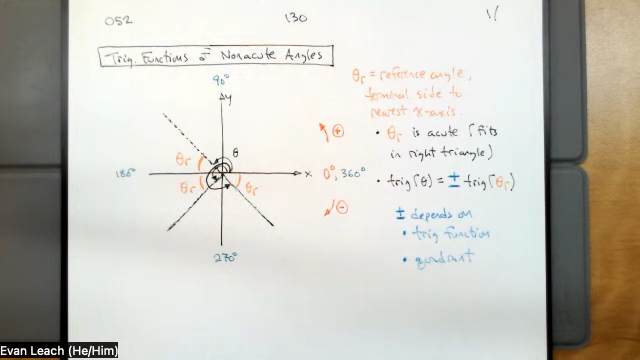 052
130
1/
Trig. Functions of Nonacute Angles
90°
y
θ
θr
180°
x
0°, 360°
θr
θr
270°
+
-
θr = reference angle,
terminal side to
nearest x-axis.
• θr is acute (fits
in right triangle)
• trig(θ) = ± trig(θr)
± depends on
• trig function
• quadrant
Evan Leach (He/Him)